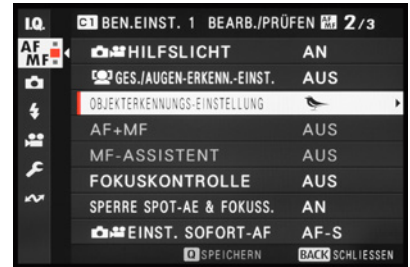 I.Q. C1 BEN.EINST. 1 BEARB./PRÜFEN 2/3
AF MF HILFSLICHT AN
GES./AUGEN-ERKENN.-EINST. AUS
OBJEKTERKENNUNGS-EINSTELLUNG
AF+MF AUS
MF-ASSISTENT AUS
FOKUSKONTROLLE AUS
SPERRE SPOT-AE & FOKUSS. AN
EINST. SOFORT-AF AF-S
Q SPEICHERN BACK SCHLIESSEN